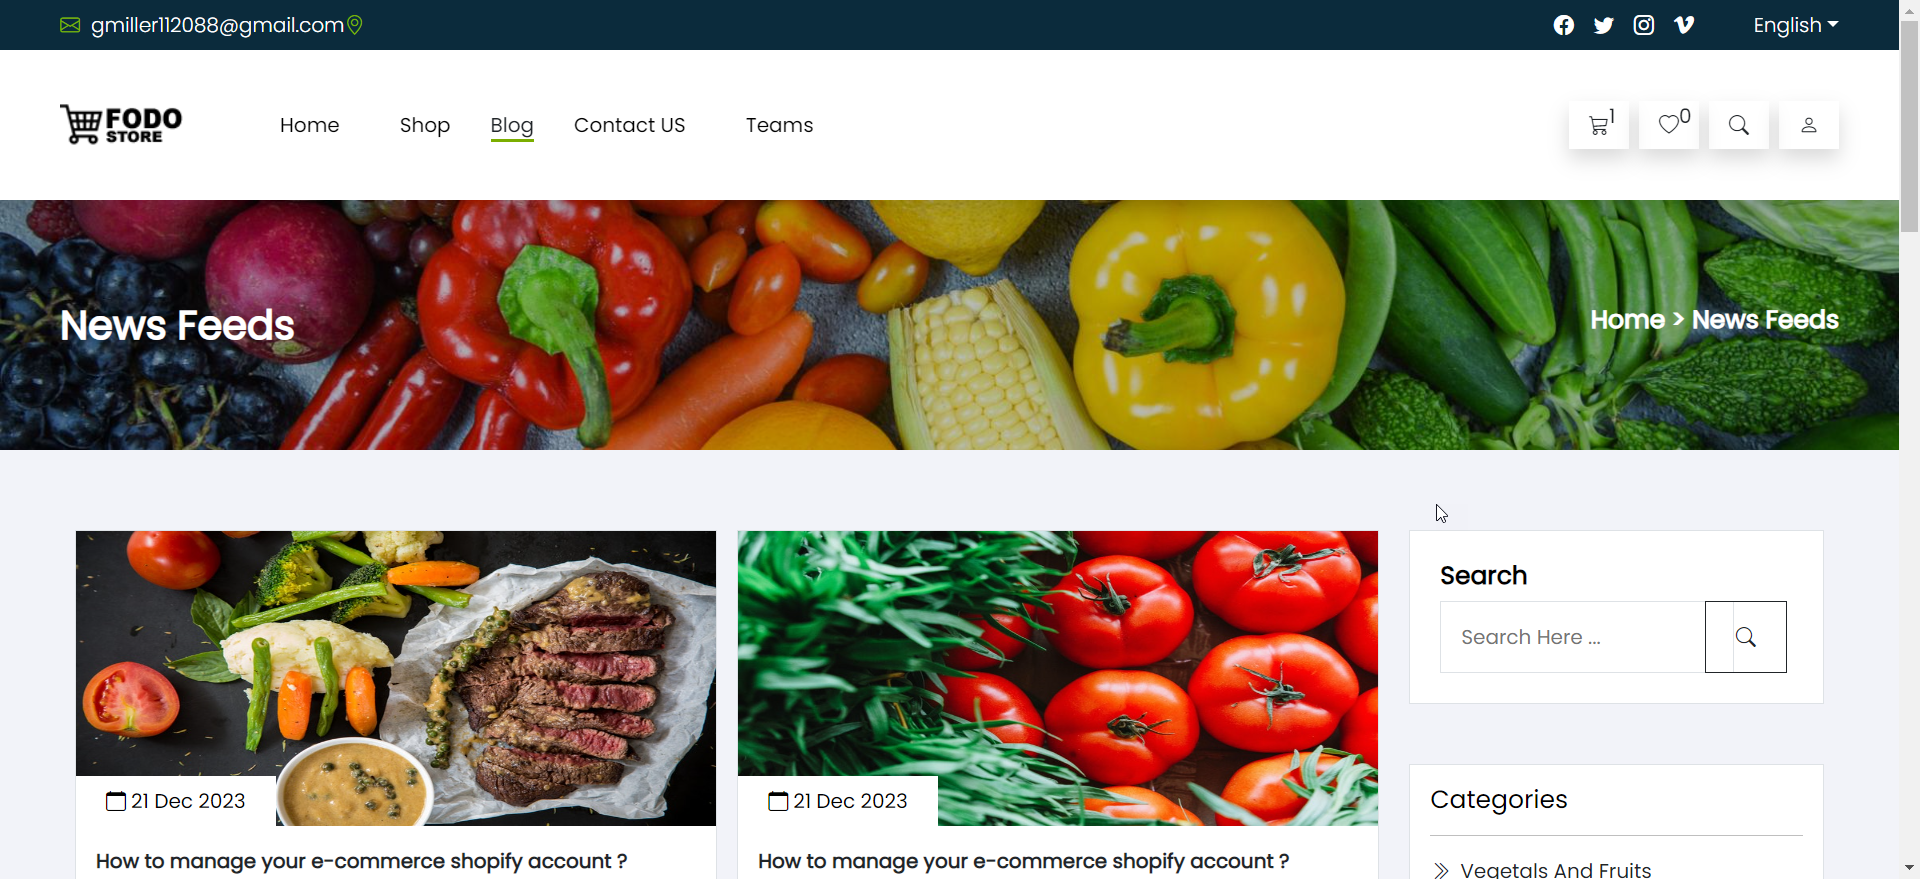 gmiller112088@gmail.com
English
FODO
STORE
Home
Shop
Blog
Contact US
Teams
1
0
News Feeds
Home > News Feeds
21 Dec 2023
How to manage your e-commerce shopify account ?
21 Dec 2023
How to manage your e-commerce shopify account ?
Search
Search Here ...
Categories
Vegetals And Fruits